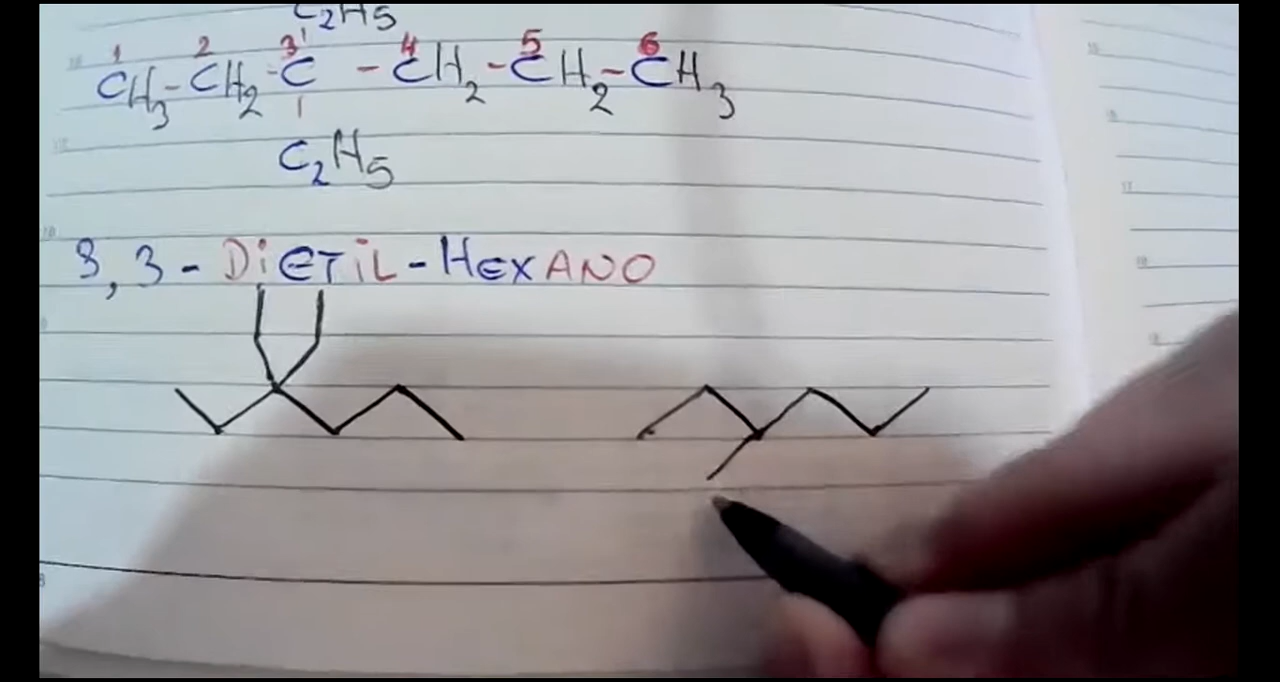 C2H5
1 2 3 4 5 6
CH3-CH2-C-CH2-CH2-CH3
C2H5
3,3-DiETiL-HEXANO